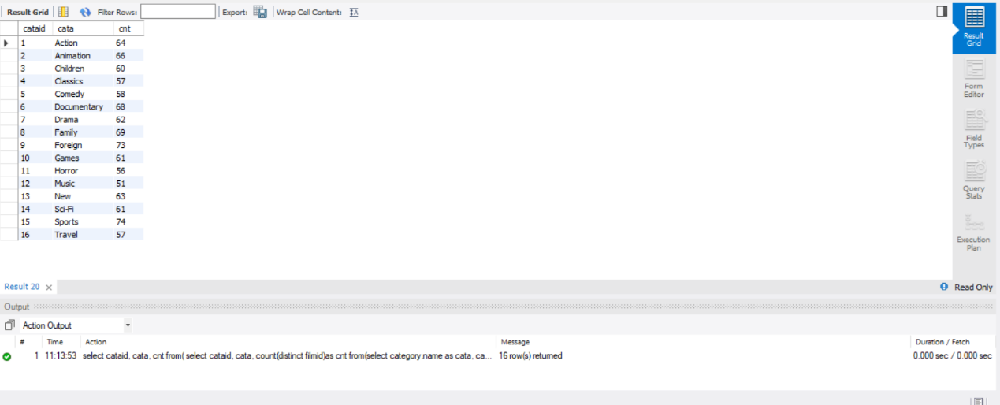 Result Grid Filter Rows: Export: Wrap Cell Content: IA
cataid cata cnt
1 Action 64
2 Animation 66
3 Children 60
4 Classics 57
5 Comedy 58
6 Documentary 68
7 Drama 62
8 Family 69
9 Foreign 73
10 Games 61
11 Horror 56
12 Music 51
13 New 63
14 Sci-Fi 61
15 Sports 74
16 Travel 57
Result
Grid
Form
Editor
Field
Types
Query
Stats
Execution
Plan
Result 20 Read Only
Output
Action Output
# Time Action Message Duration / Fetch
1 11:13:53 select cataid, cata, cnt from( select cataid, cata, count(distinct filmid)as cnt from(select category.name as cata, ca... 16 row(s) returned 0.000 sec / 0.000 sec